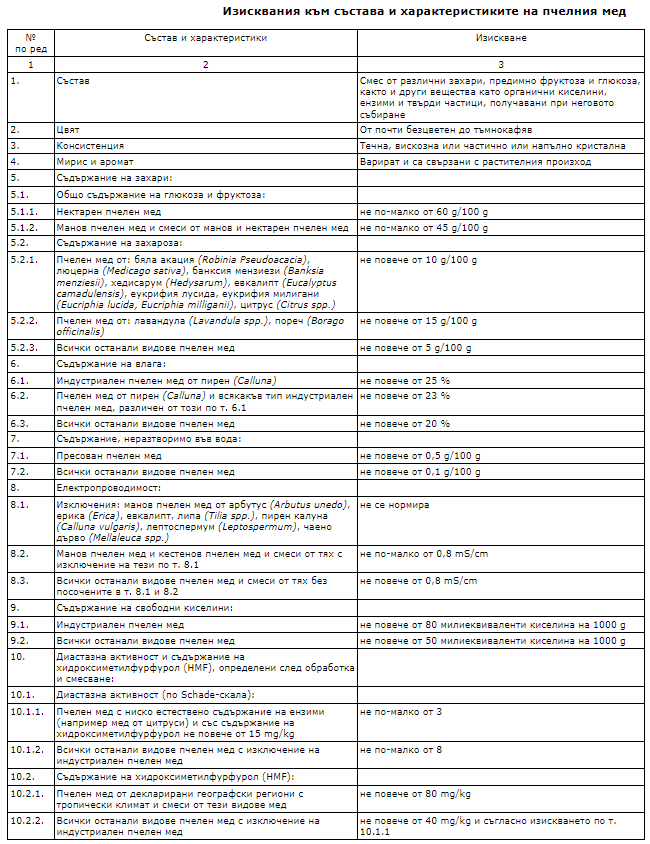 Изисквания към състава и характеристиките на пчелния мед
№ Състав и характеристики Изискване
по ред
1 2 3
1. Състав Смес от различни захари, предимно фруктоза и глюкоза,
както и други вещества като органични киселини,
ензими и твърди частици, получавани при неговото
събиране
2. Цвят От почти безцветен до тъмнокафяв
3. Консистенция Течна, вискозна или частично или напълно кристална
4. Мирис и аромат Варират и са свързани с растителния произход
5. Съдържание на захари:
5.1. Общо съдържание на глюкоза и фруктоза:
5.1.1. Нектарен пчелен мед не по-малко от 60 g/100 g
5.1.2. Манов пчелен мед и смеси от манов и нектарен пчелен мед не по-малко от 45 g/100 g
5.2. Съдържание на захароза:
5.2.1. Пчелен мед от: бяла акация (Robinia Pseudoacacia), не повече от 10 g/100 g
люцерна (Medicago sativa), банксия мензиези (Banksia
menziesii), хедисарум (Hedysarum), евкалипт (Eucalyptus
camadulensis), еукрифия лусида, еукрифия милигани
(Eucriphia lucida, Eucriphia milliganii), цитрус (Citrus spp.)
5.2.2. Пчелен мед от: лавандула (Lavandula spp.), пореч (Borago не повече от 15 g/100 g
officinalis)
5.2.3. Всички останали видове пчелен мед не повече от 5 g/100 g
6. Съдържание на влага:
6.1. Индустриален пчелен мед от пирен (Calluna) не повече от 25 %
6.2. Пчелен мед от пирен (Calluna) и всякакъв тип индустриален не повече от 23 %
пчелен мед, различен от този по т. 6.1
6.3. Всички останали видове пчелен мед не повече от 20 %
7. Съдържание, неразтворимо във вода:
7.1. Пресован пчелен мед не повече от 0,5 g/100 g
7.2. Всички останали видове пчелен мед не повече от 0,1 g/100 g
8. Електропроводимост:
8.1. Изключения: манов пчелен мед от арбутус (Arbutus unedo), не се нормира
ерика (Erica), евкалипт, липа (Tilia spp.), пирен калуна
(Calluna vulgaris), лептоспермум (Leptospermum), чаено
дърво (Mellaleuca spp.)
8.2. Манов пчелен мед и кестенов пчелен мед и смеси от тях с не по-малко от 0,8 mS/cm
изключение на тези по т. 8.1
8.3. Всички останали видове пчелен мед и смеси от тях без не повече от 0,8 mS/cm
посочените в т. 8.1 и 8.2
9. Съдържание на свободни киселини:
9.1. Индустриален пчелен мед не повече от 80 милиеквиваленти киселина на 1000 g
9.2. Всички останали видове пчелен мед не повече от 50 милиеквиваленти киселина на 1000 g
10. Диастазна активност и съдържание на
хидроксиметилфурфурол (HMF), определени след обработка
и смесване:
10.1. Диастазна активност (по Schade-скала):
10.1.1. Пчелен мед с ниско естествено съдържание на ензими не по-малко от 3
(например мед от цитруси) и със съдържание на
хидроксиметилфурфурол не повече от 15 mg/kg
10.1.2. Всички останали видове пчелен мед с изключение на не по-малко от 8
индустриален пчелен мед
10.2. Съдържание на хидроксиметилфурфурол (HMF):
10.2.1. Пчелен мед от декларирани географски региони с не повече от 80 mg/kg
тропически климат и смеси от тези видове мед
10.2.2. Всички останали видове пчелен мед с изключение на не повече от 40 mg/kg и съгласно изискването по т.
индустриален пчелен мед 10.1.1